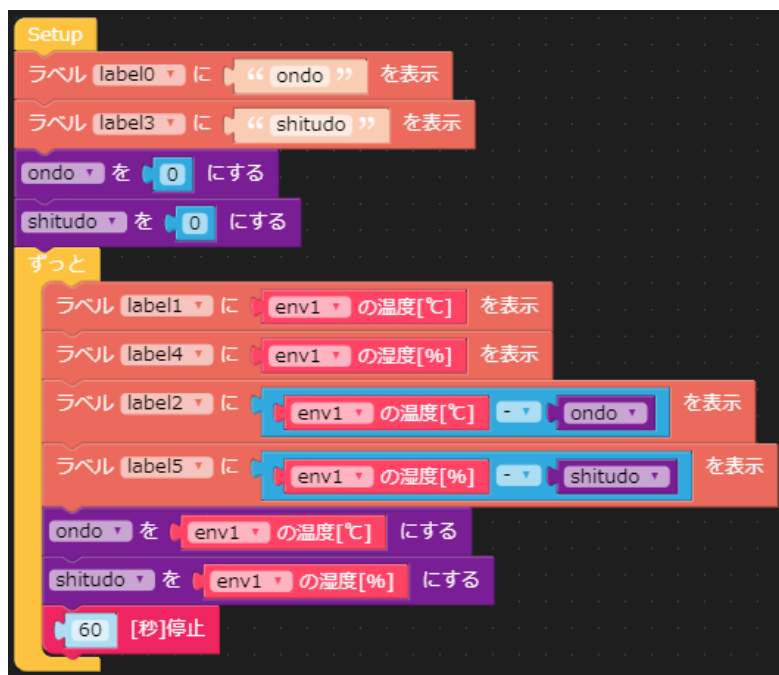 Setup
ラベル label0 ▼ に “ ondo ” を表示
ラベル label3 ▼ に “ shitudo ” を表示
ondo ▼ を 0 にする
shitudo ▼ を 0 にする
ずっと
ラベル label1 ▼ に env1 ▼ の温度[℃] を表示
ラベル label4 ▼ に env1 ▼ の湿度[%] を表示
ラベル label2 ▼ に env1 ▼ の温度[℃] - ▼ ondo ▼ を表示
ラベル label5 ▼ に env1 ▼ の湿度[%] - ▼ shitudo ▼ を表示
ondo ▼ を env1 ▼ の温度[℃] にする
shitudo ▼ を env1 ▼ の湿度[%] にする
60 [秒]停止